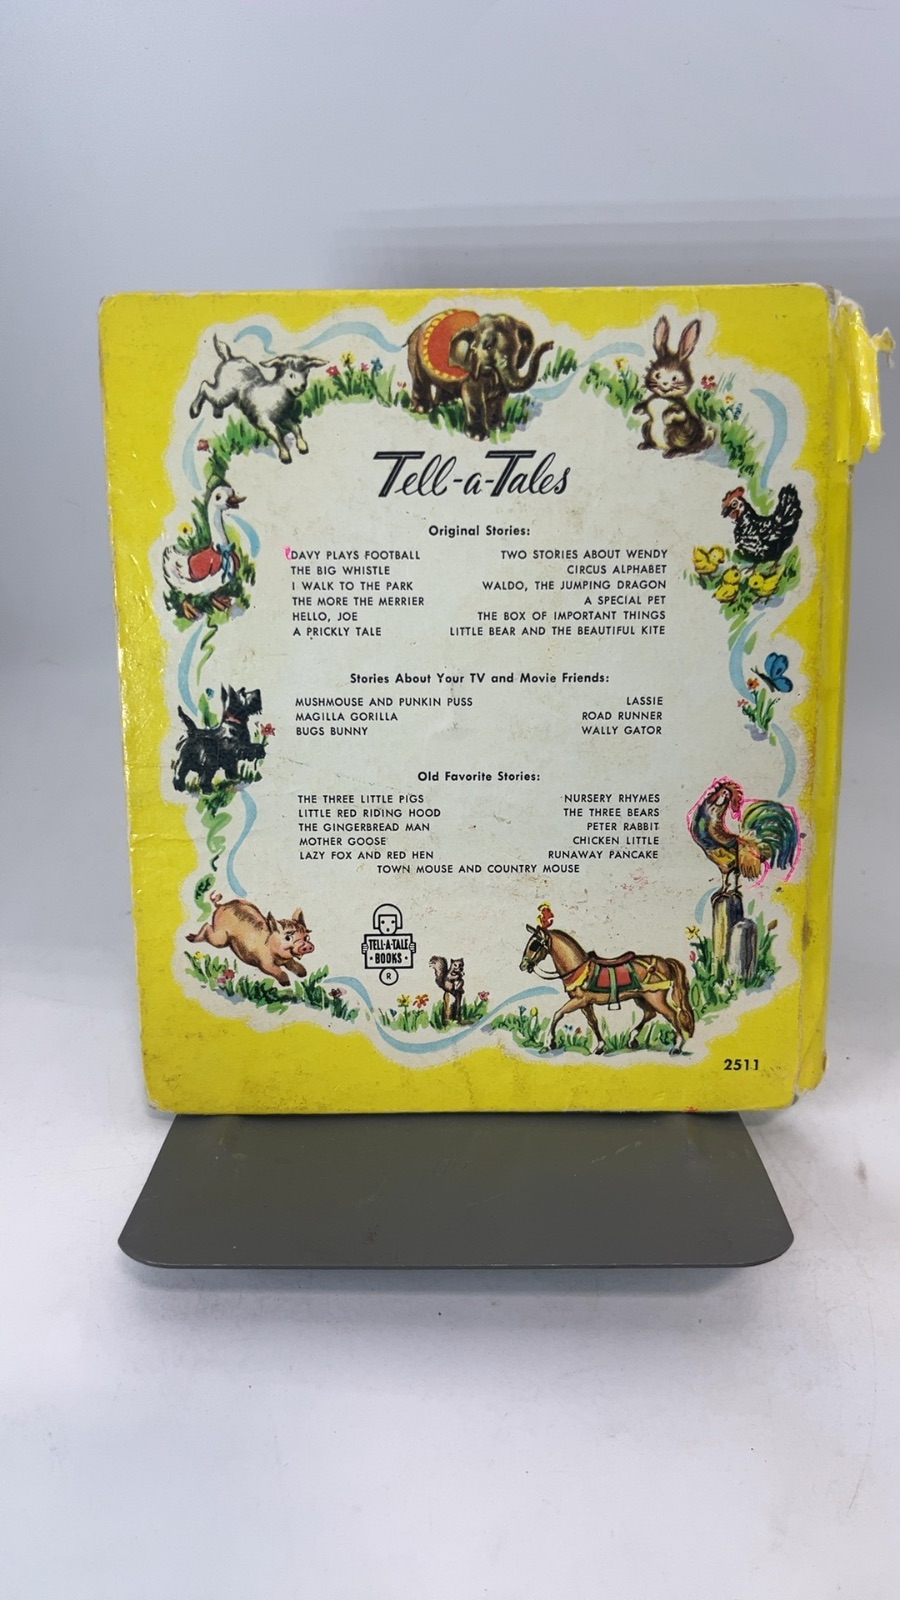 Tell-a-Tales
Original Stories:
DAVY PLAYS FOOTBALL TWO STORIES ABOUT WENDY
THE BIG WHISTLE CIRCUS ALPHABET
I WALK TO THE PARK WALDO, THE JUMPING DRAGON
THE MORE THE MERRIER A SPECIAL PET
HELLO, JOE THE BOX OF IMPORTANT THINGS
A PRICKLY TALE LITTLE BEAR AND THE BEAUTIFUL KITE
Stories About Your TV and Movie Friends:
MUSHMOUSE AND PUNKIN PUSS LASSIE
MAGILLA GORILLA ROAD RUNNER
BUGS BUNNY WALLY GATOR
Old Favorite Stories:
THE THREE LITTLE PIGS NURSERY RHYMES
LITTLE RED RIDING HOOD THE THREE BEARS
THE GINGERBREAD MAN PETER RABBIT
MOTHER GOOSE CHICKEN LITTLE
LAZY FOX AND RED HEN RUNAWAY PANCAKE
TOWN MOUSE AND COUNTRY MOUSE
TELL-A-TALE
• BOOKS •
®
2511